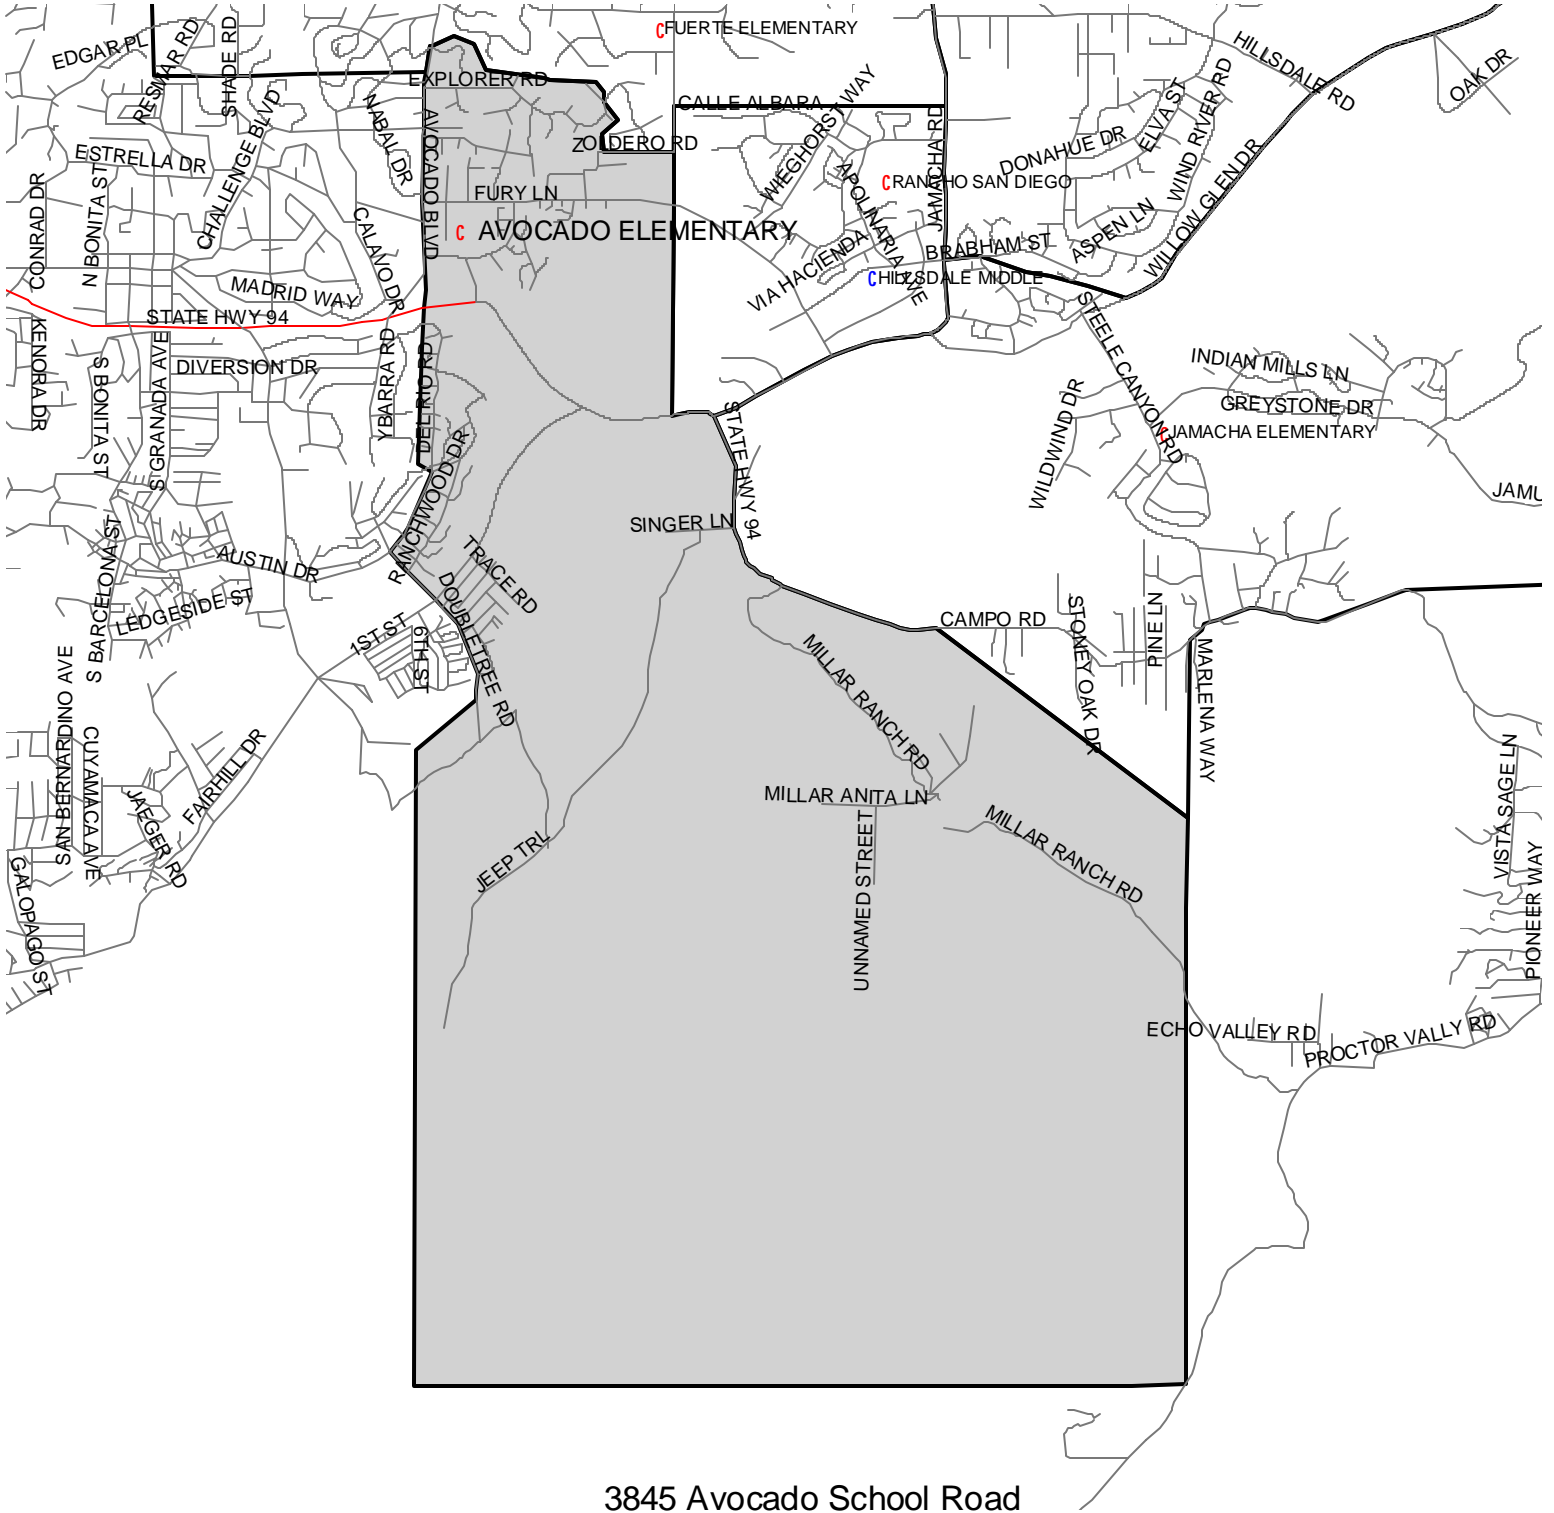 FUERTE ELEMENTARY
EDGAR PL
RESMAR RD
SHADE RD
HILLSDALE RD
OAK DR
EXPLORER RD
NABAL DR
CHALLENGE BLVD
AVOCADO BLVD
CALLE ALBARA
WIEGHORST WAY
JAMACHA RD
ELVA ST
WIND RIVER RD
WILLOW GLEN DR
ZOLDERO RD
DONAHUE DR
ESTRELLA DR
CONRAD DR
N BONITA ST
FURY LN
APOLINARIA AVE
RANCHO SAN DIEGO
CALAVO DR
AVOCADO ELEMENTARY
VIA HACIENDA
BRABHAM ST
ASPEN LN
HILLSDALE MIDDLE
MADRID WAY
STATE HWY 94
KENORA DR
S BONITA ST
S GRANADA AVE
DIVERSION DR
YBARRA RD
DEL RIO RD
STEELE CANYON RD
INDIAN MILLS LN
GREYSTONE DR
JAMACHA ELEMENTARY
WILDWIND DR
STATE HWY 94
RANCHWOOD DR
JAMU
SINGER LN
S BARCELONA ST
AUSTIN DR
TRACE RD
DOUBLETREE RD
LEDGESIDE ST
1ST ST
6TH ST
CAMPO RD
STONEY OAK DR
PINE LN
MARLENA WAY
MILLAR RANCH RD
SAN BERNARDINO AVE
CUYAMACA AVE
FAIRHILL DR
JAEGER RD
MILLAR ANITA LN
UNNAMED STREET
MILLAR RANCH RD
VISTA SAGE LN
PIONEER WAY
JEEP TRL
GALOPAGO ST
ECHO VALLEY RD
PROCTOR VALLY RD
3845 Avocado School Road